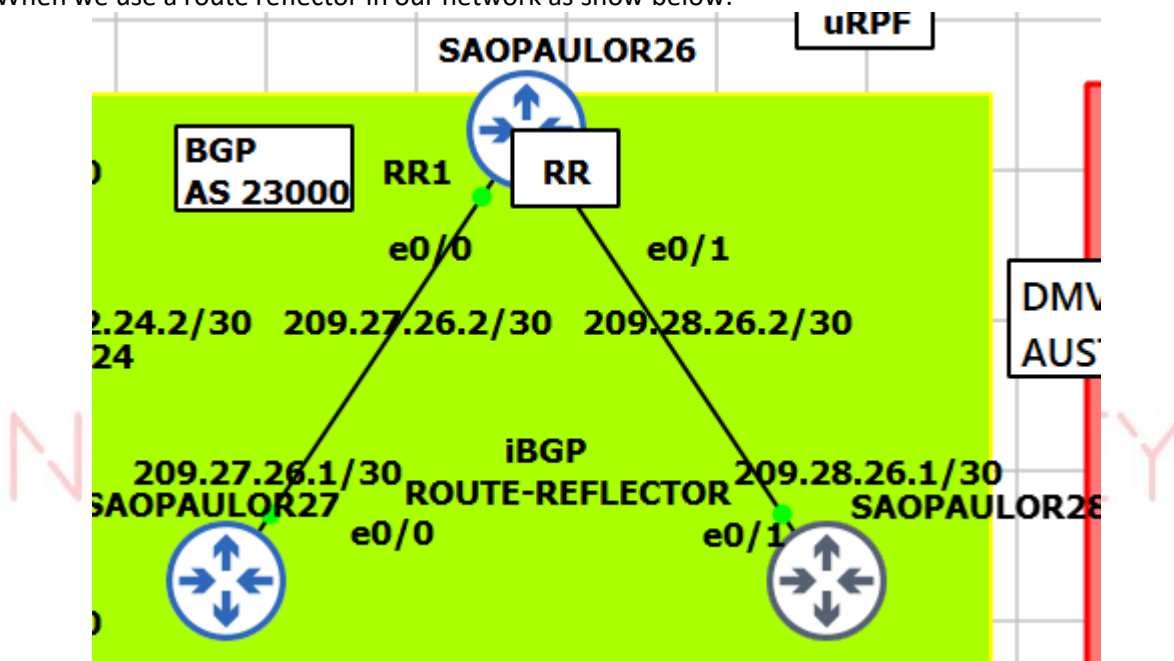 When we use a route reflector in our network as show below:
uRPF
SAOPAULOR26
BGP
AS 23000
RR1
RR
e0/0
e0/1
2.24.2/30
209.27.26.2/30
209.28.26.2/30
24
DMV
AUS
iBGP
ROUTE-REFLECTOR
209.27.26.1/30
209.28.26.1/30
SAOPAULOR27
SAOPAULOR28
e0/0
e0/1